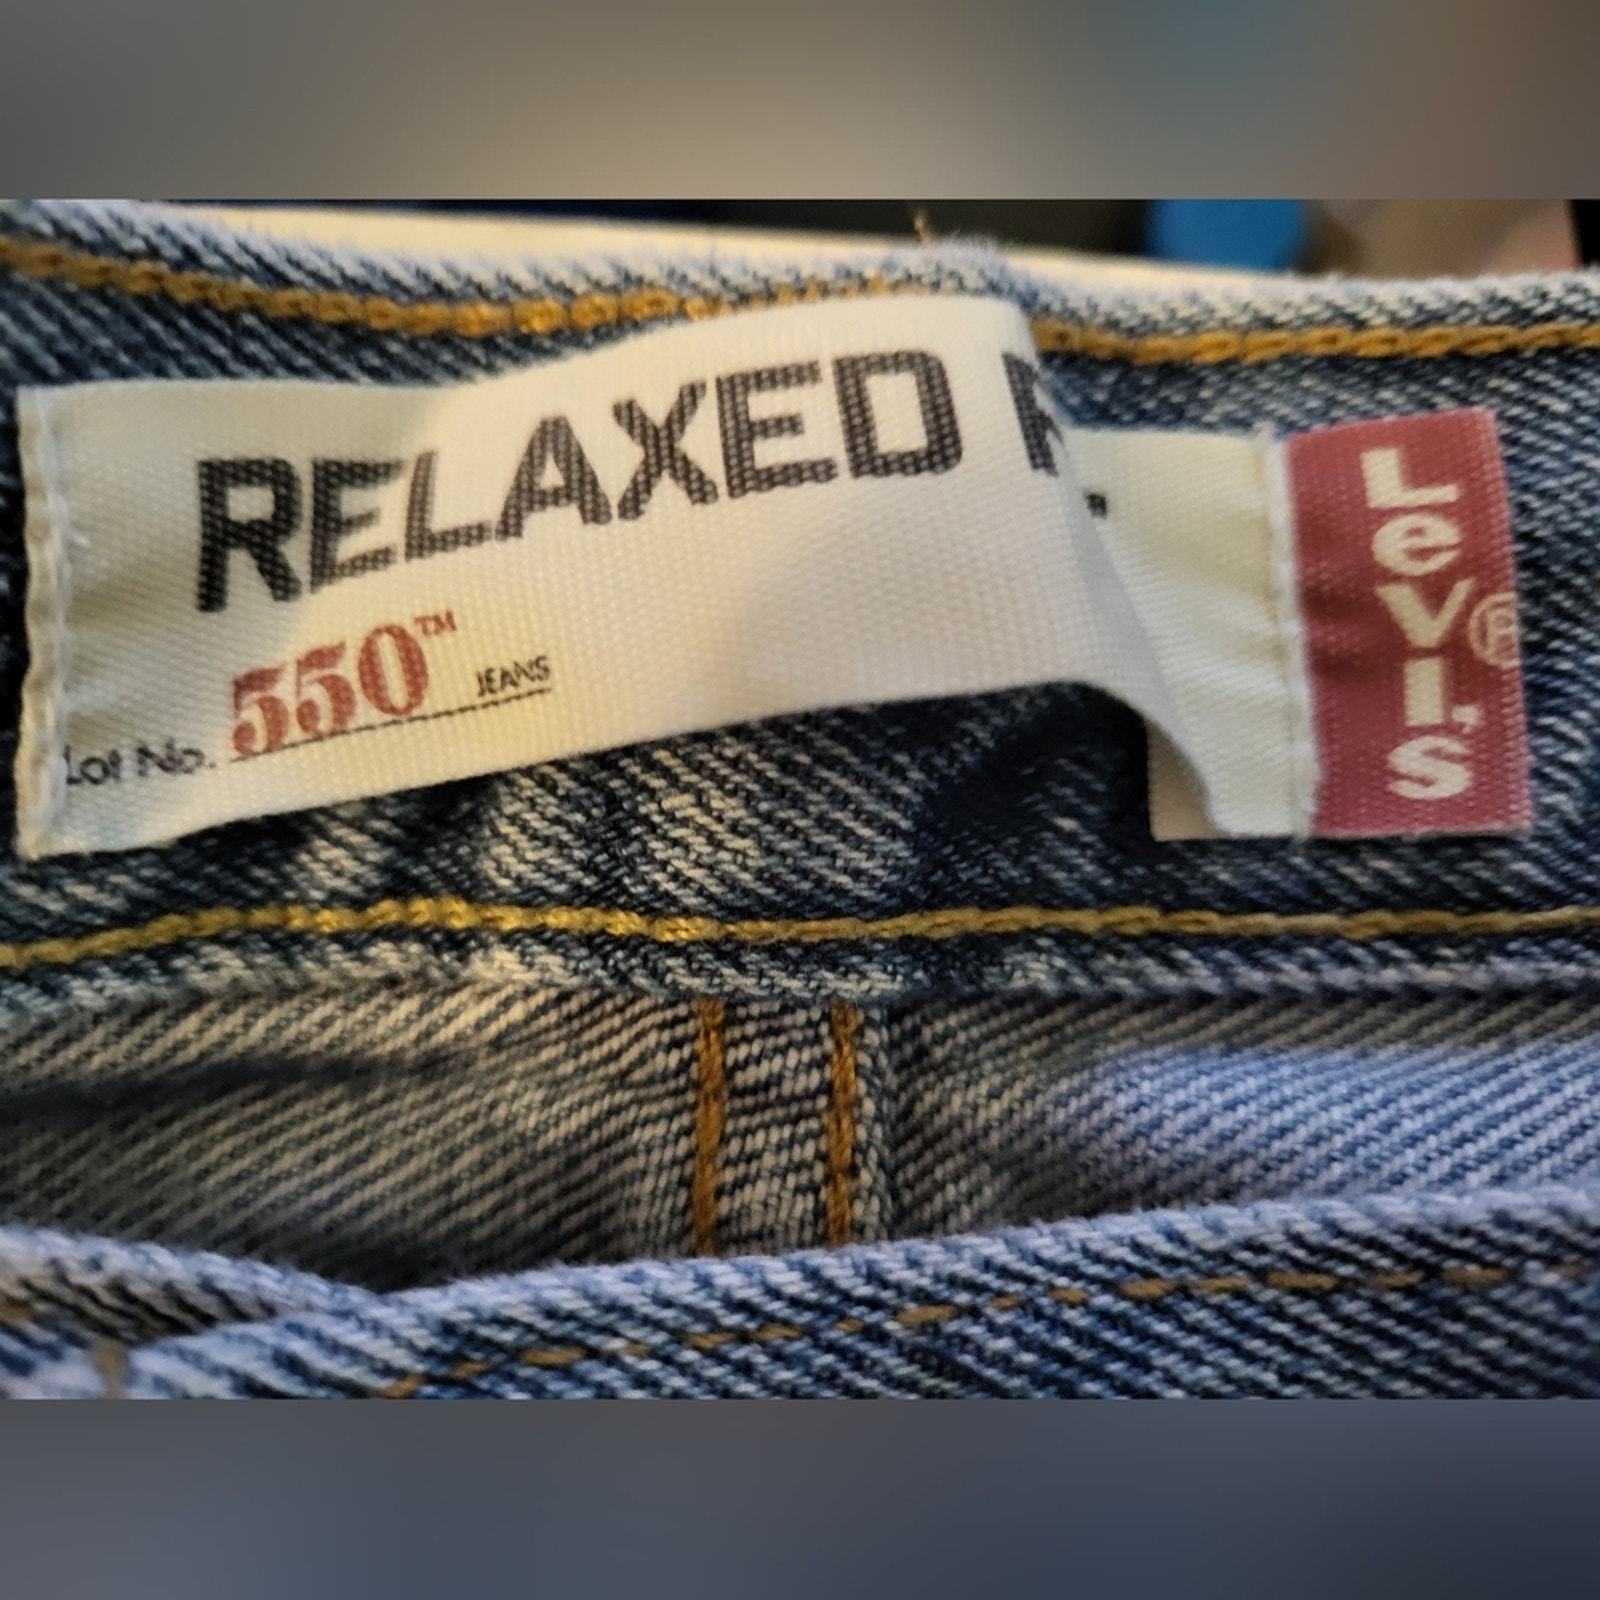 RELAXED F
Lot No. 550™ JEANS
Levi's®